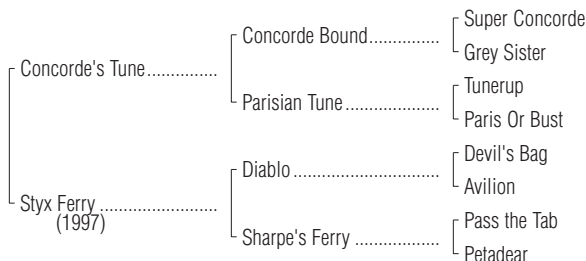 Super Concorde
Concorde Bound
Grey Sister
Concorde's Tune
Tunerup
Parisian Tune
Paris Or Bust
Devil's Bag
Diablo
Avilion
Styx Ferry
(1997)
Pass the Tab
Sharpe's Ferry
Petadear